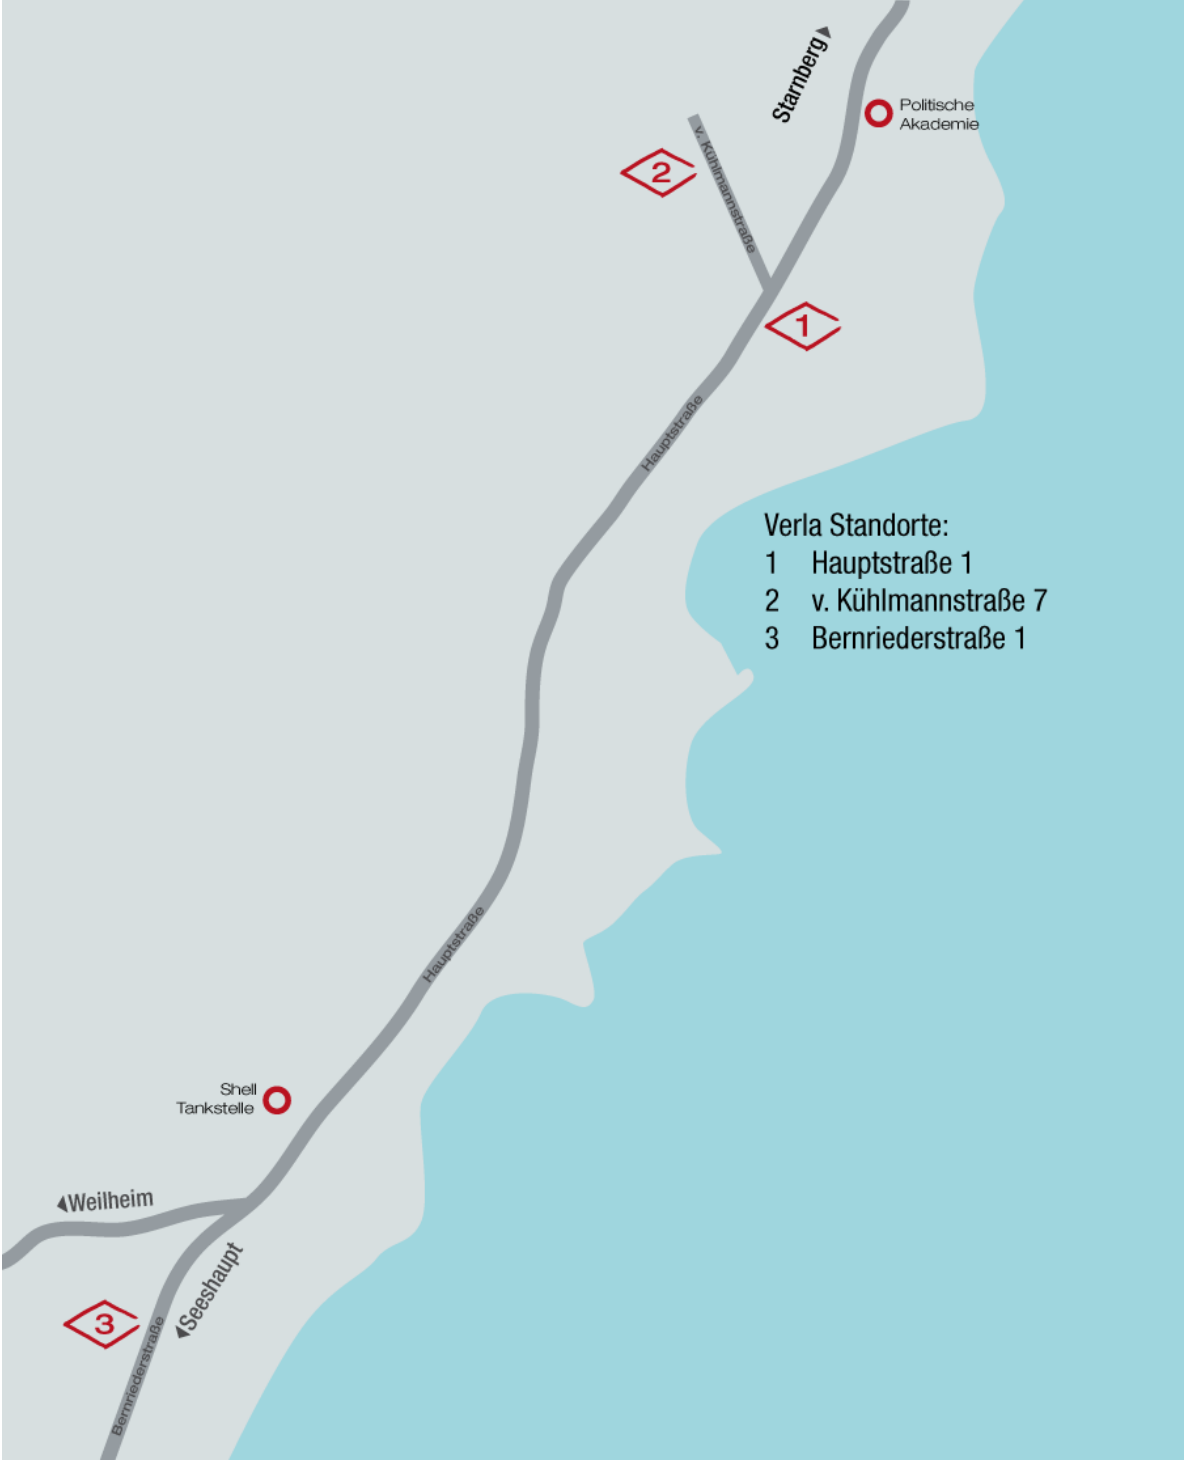 Starnberg
Politische
Akademie
v. Kühlmannstraße
2
1
Hauptstraße
Verla Standorte:
1 Hauptstraße 1
2 v. Kühlmannstraße 7
3 Bernriederstraße 1
Hauptstraße
Shell
Tankstelle
Weilheim
Seeshaupt
3
Bernriederstraße